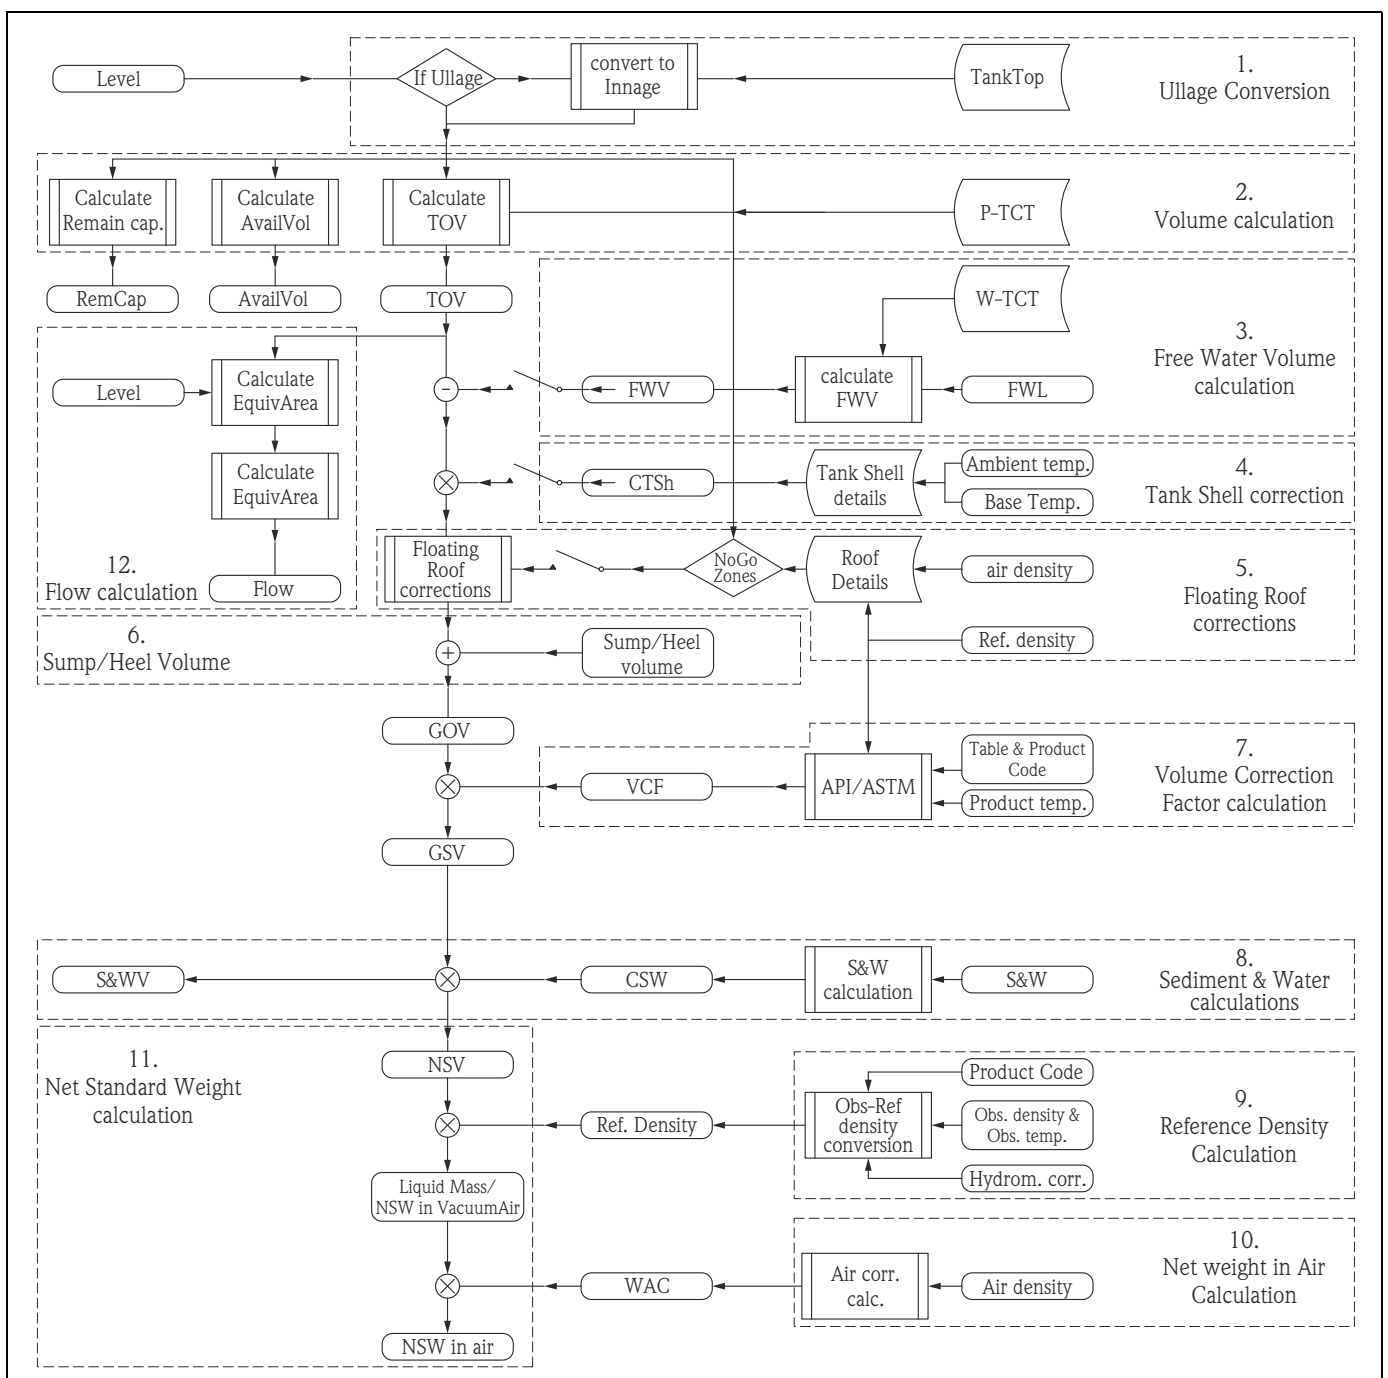 Level
If Ullage
convert to
Innage
TankTop
1.
Ullage Conversion
Calculate
Remain cap.
Calculate
AvailVol
Calculate
TOV
P-TCT
2.
Volume calculation
RemCap
AvailVol
TOV
W-TCT
3.
Free Water Volume
calculation
Level
Calculate
EquivArea
-
FWV
calculate
FWV
FWL
Calculate
EquivArea
CTSh
Tank Shell
details
Ambient temp.
Base Temp.
4.
Tank Shell correction
12.
Flow calculation
Flow
Floating
Roof
corrections
NoGo
Zones
Roof
Details
air density
Ref. density
5.
Floating Roof
corrections
6.
Sump/Heel Volume
+
Sump/Heel
volume
GOV
VCF
API/ASTM
Table & Product
Code
Product temp.
7.
Volume Correction
Factor calculation
GSV
S&WV
CSW
S&W
calculation
S&W
8.
Sediment & Water
calculations
11.
Net Standard Weight
calculation
NSV
Ref. Density
Obs-Ref
density
conversion
Product Code
Obs. density &
Obs. temp.
Hydrom. corr.
9.
Reference Density
Calculation
Liquid Mass/
NSW in VacuumAir
WAC
Air corr.
calc.
Air density
10.
Net weight in Air
Calculation
NSW in air